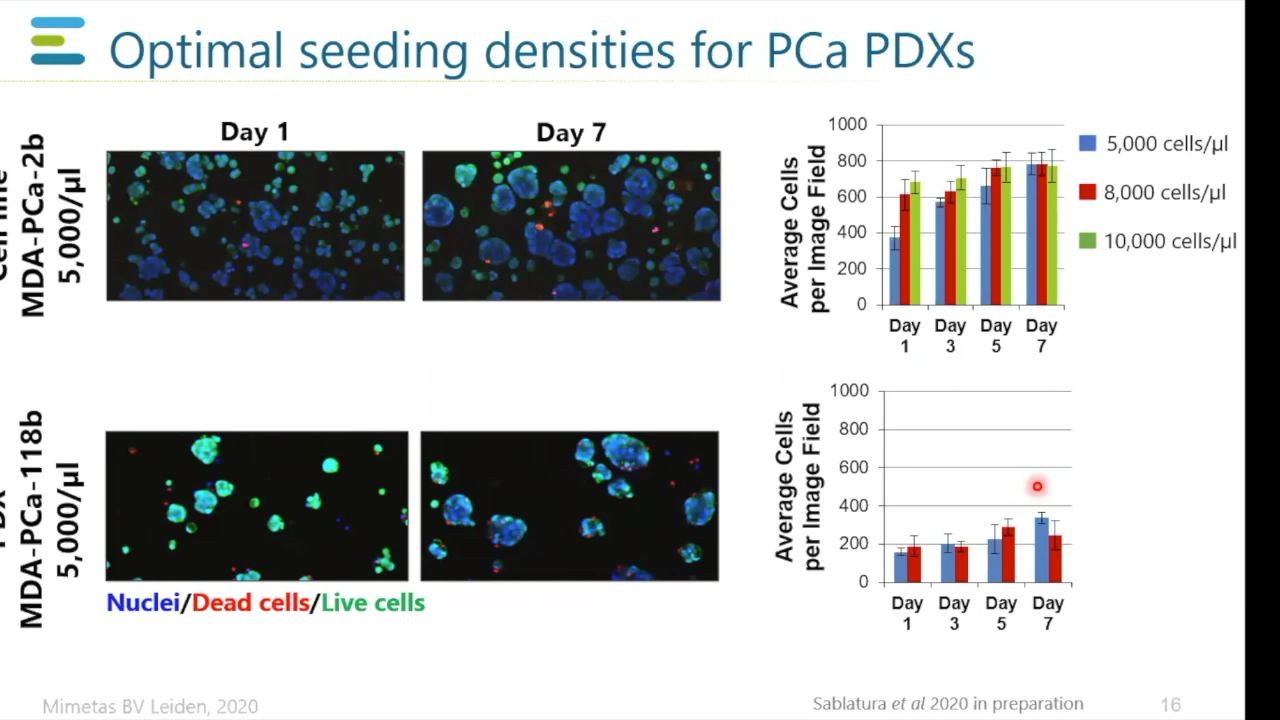 Optimal seeding densities for PCa PDXs
Day 1
Day 7
Cell line
MDA-PCa-2b
5,000/µl
Average Cells
per Image Field
1000
800
600
400
200
0
Day
1
Day
3
Day
5
Day
7
5,000 cells/µl
8,000 cells/µl
10,000 cells/µl
PDX
MDA-PCa-118b
5,000/µl
Average Cells
per Image Field
1000
800
600
400
200
0
Day
1
Day
3
Day
5
Day
7
Nuclei/Dead cells/Live cells
Mimetas BV Leiden, 2020
Sablatura et al 2020 in preparation
16